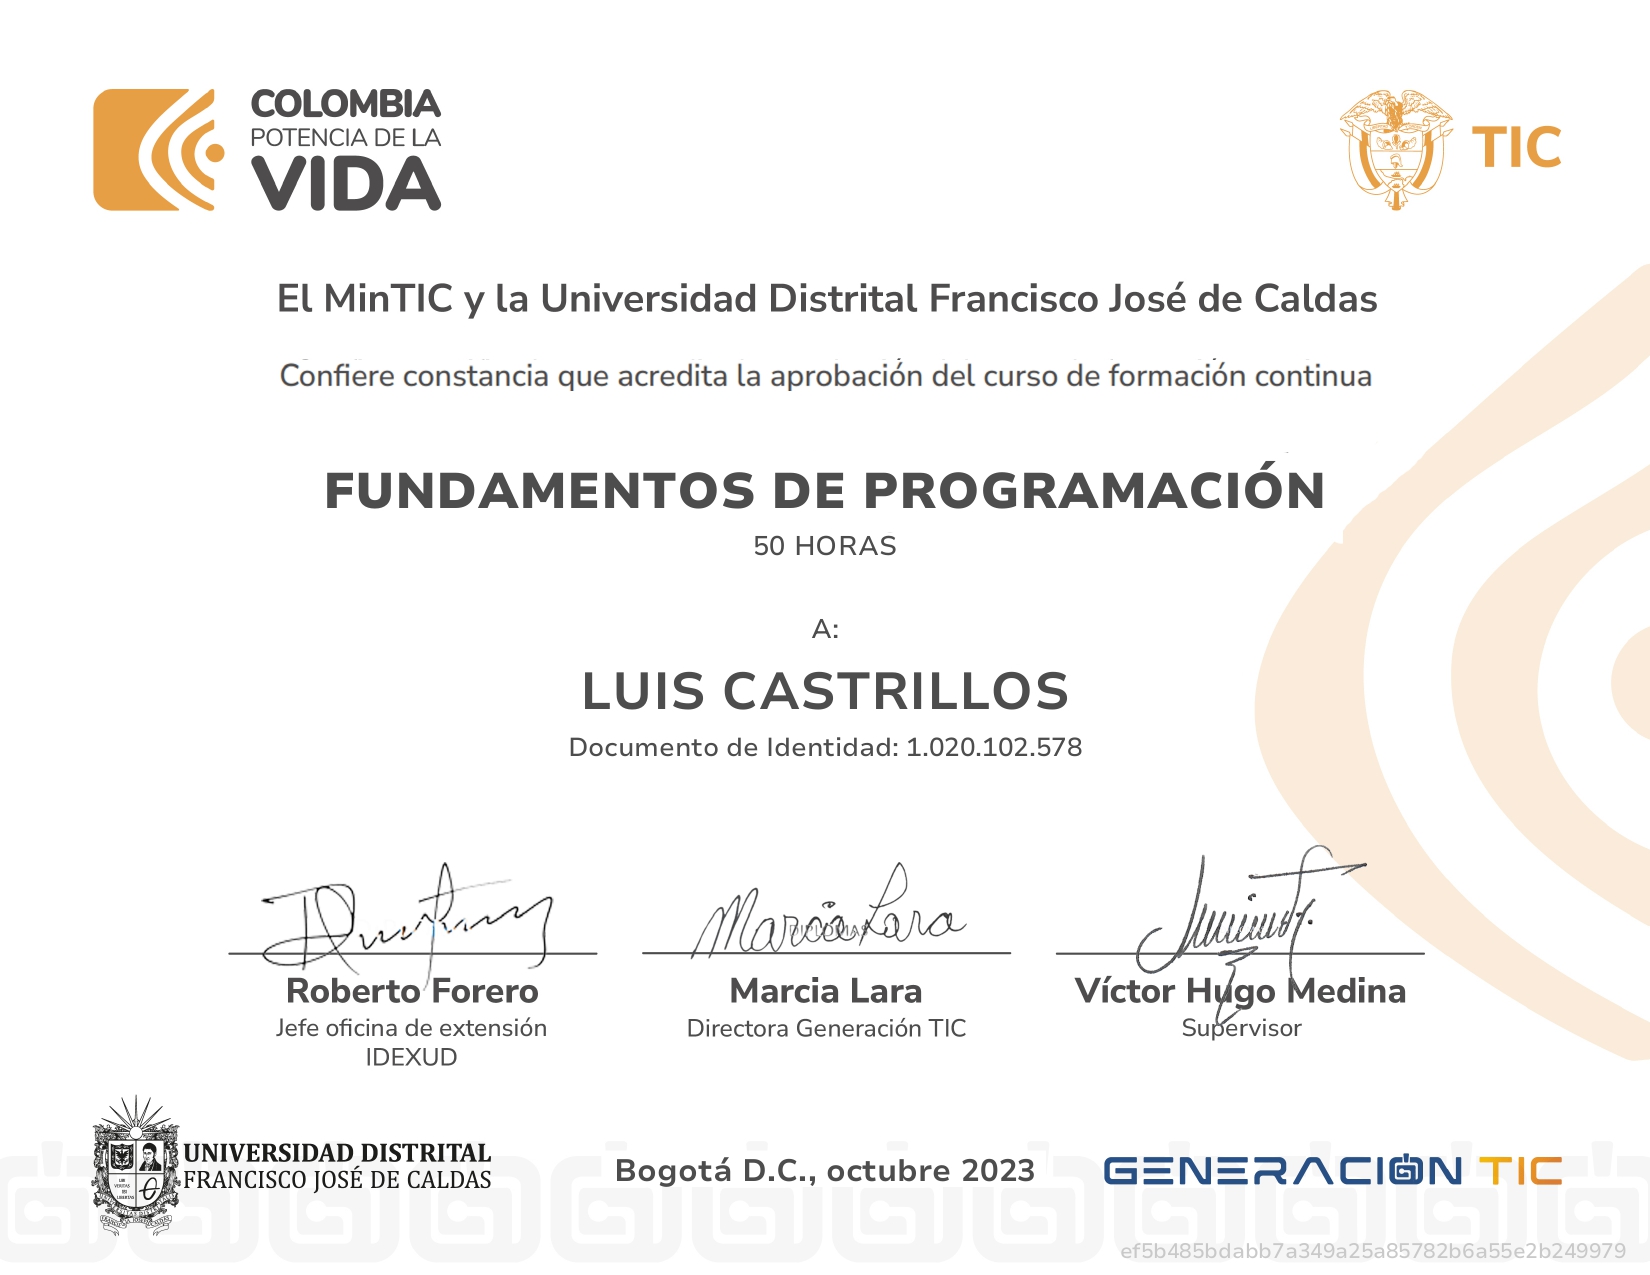 COLOMBIA
POTENCIA DE LA
VIDA
TIC
El MinTIC y la Universidad Distrital Francisco José de Caldas
Confiere constancia que acredita la aprobación del curso de formación continua
FUNDAMENTOS DE PROGRAMACIÓN
50 HORAS
A:
LUIS CASTRILLOS
Documento de Identidad: 1.020.102.578
Marcia Lara
DIPLOMAS
Roberto Forero
Jefe oficina de extensión
IDEXUD
Marcia Lara
Directora Generación TIC
Víctor Hugo Medina
Supervisor
UNIVERSIDAD DISTRITAL
FRANCISCO JOSÉ DE CALDAS
Bogotá D.C., octubre 2023
GENERACIÓN TIC
ef5b485bdabb7a349a25a85782b6a55e2b249979